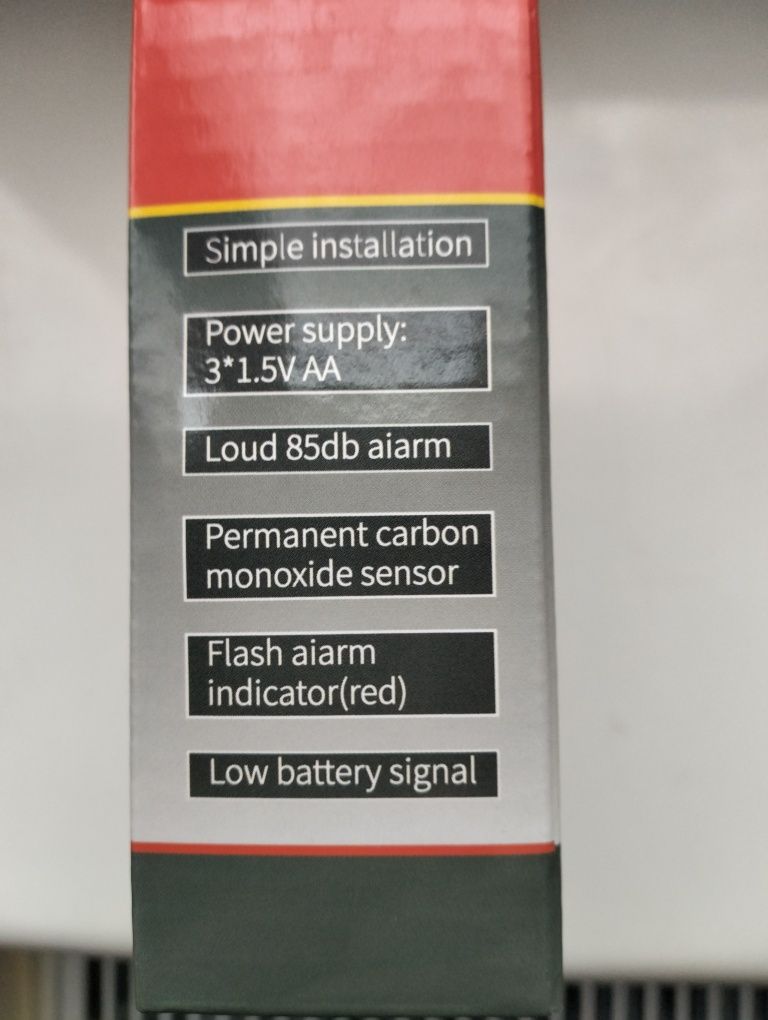 Simple installation
Power supply:
3*1.5V AA
Loud 85db aiarm
Permanent carbon
monoxide sensor
Flash aiarm
indicator(red)
Low battery signal